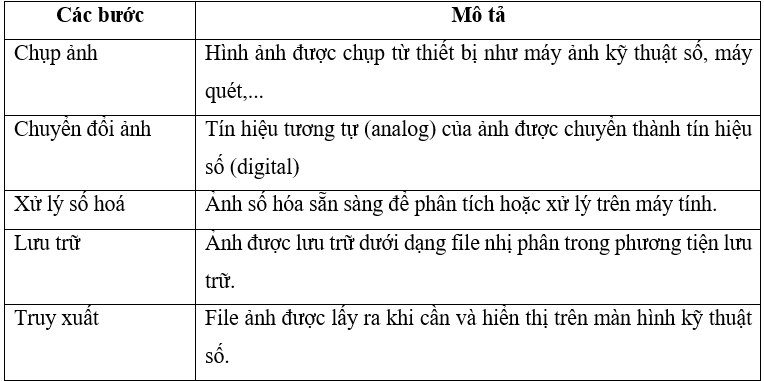 Các bước Mô tả
Chụp ảnh Hình ảnh được chụp từ thiết bị như máy ảnh kỹ thuật số, máy
quét,...
Chuyển đổi ảnh Tín hiệu tương tự (analog) của ảnh được chuyển thành tín hiệu
số (digital)
Xử lý số hoá Ảnh số hóa sẵn sàng để phân tích hoặc xử lý trên máy tính.
Lưu trữ Ảnh được lưu trữ dưới dạng file nhị phân trong phương tiện lưu
trữ.
Truy xuất File ảnh được lấy ra khi cần và hiển thị trên màn hình kỹ thuật
số.